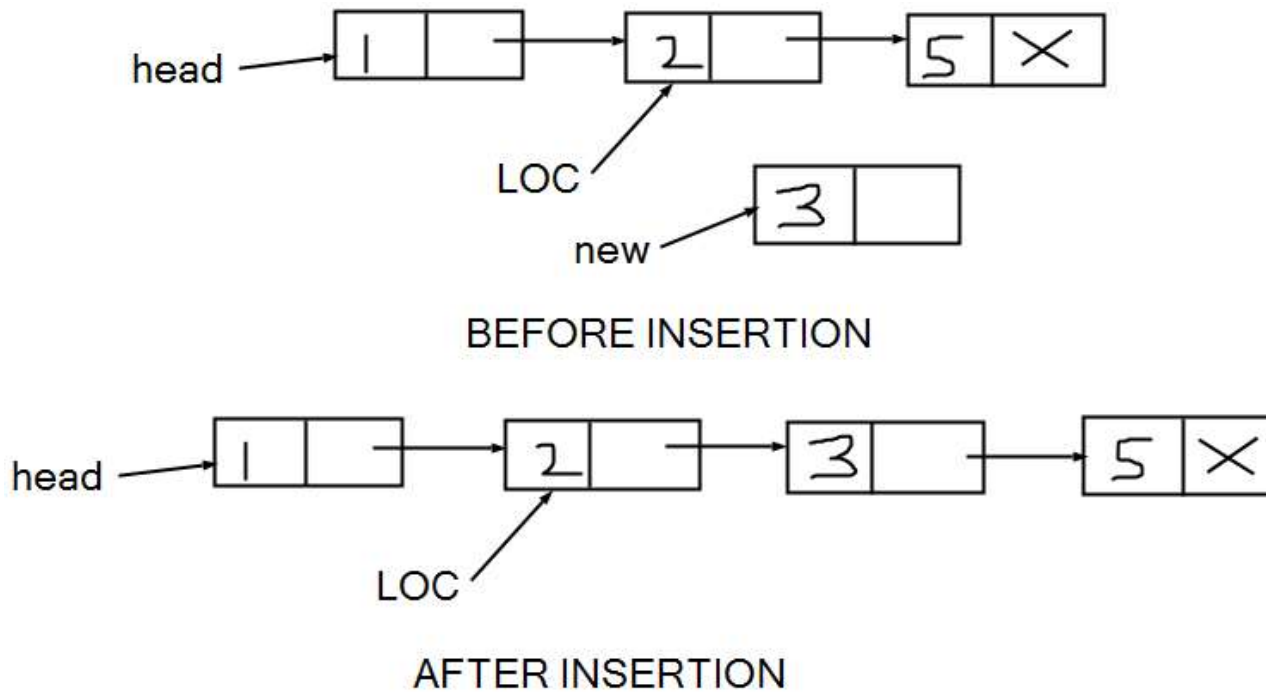 1 2 5 X
head
LOC
3
new
BEFORE INSERTION
1 2 3 5 X
head
LOC
AFTER INSERTION